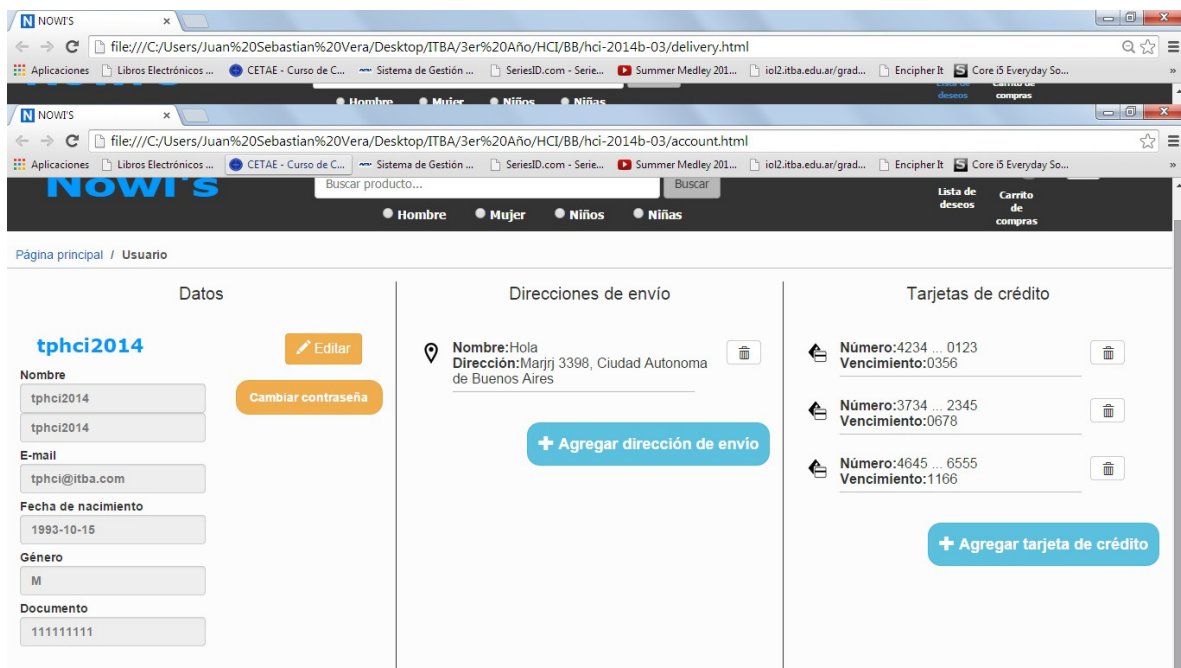 NOWI'S
file:///C:/Users/Juan%20Sebastian%20Vera/Desktop/ITBA/3er%20Año/HCI/BB/hci-2014b-03/delivery.html
Aplicaciones Libros Electrónicos ... CETAE - Curso de C... Sistema de Gestión ... SeriesID.com - Serie... Summer Medley 201... iol2.itba.edu.ar/grad... Encipher It Core i5 Everyday So... »
Hombre Mujer Niños Niñas
deseos compras
NOWI'S
file:///C:/Users/Juan%20Sebastian%20Vera/Desktop/ITBA/3er%20Año/HCI/BB/hci-2014b-03/account.html
Aplicaciones Libros Electrónicos ... CETAE - Curso de C... Sistema de Gestión ... SeriesID.com - Serie... Summer Medley 201... iol2.itba.edu.ar/grad... Encipher It Core i5 Everyday So... »
Nowi's
Buscar producto... Buscar
Hombre Mujer Niños Niñas
Lista de
deseos
Carrito
de
compras
Página principal / Usuario
Datos
tphci2014
Editar
Nombre
tphci2014
Cambiar contraseña
tphci2014
E-mail
tphci@itba.com
Fecha de nacimiento
1993-10-15
Género
M
Documento
111111111
Direcciones de envío
Nombre:Hola
Dirección:Marjrj 3398, Ciudad Autonoma
de Buenos Aires
+ Agregar dirección de envío
Tarjetas de crédito
Número:4234 ... 0123
Vencimiento:0356
Número:3734 ... 2345
Vencimiento:0678
Número:4645 ... 6555
Vencimiento:1166
+ Agregar tarjeta de crédito